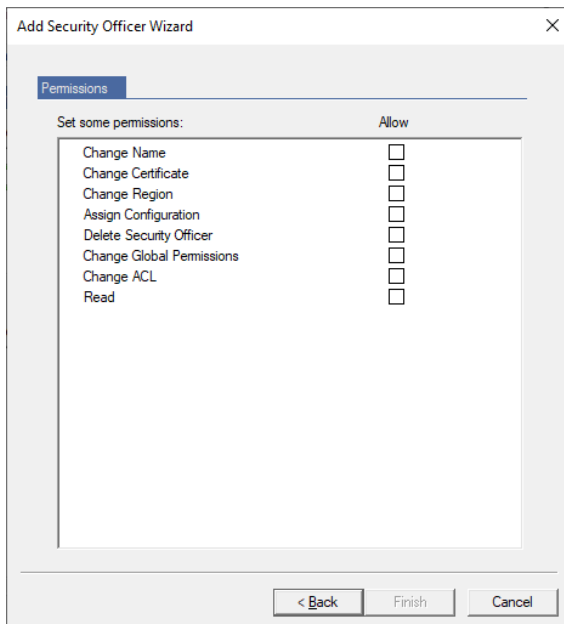 Add Security Officer Wizard
Permissions
Set some permissions: Allow
Change Name
Change Certificate
Change Region
Assign Configuration
Delete Security Officer
Change Global Permissions
Change ACL
Read
< Back Finish Cancel